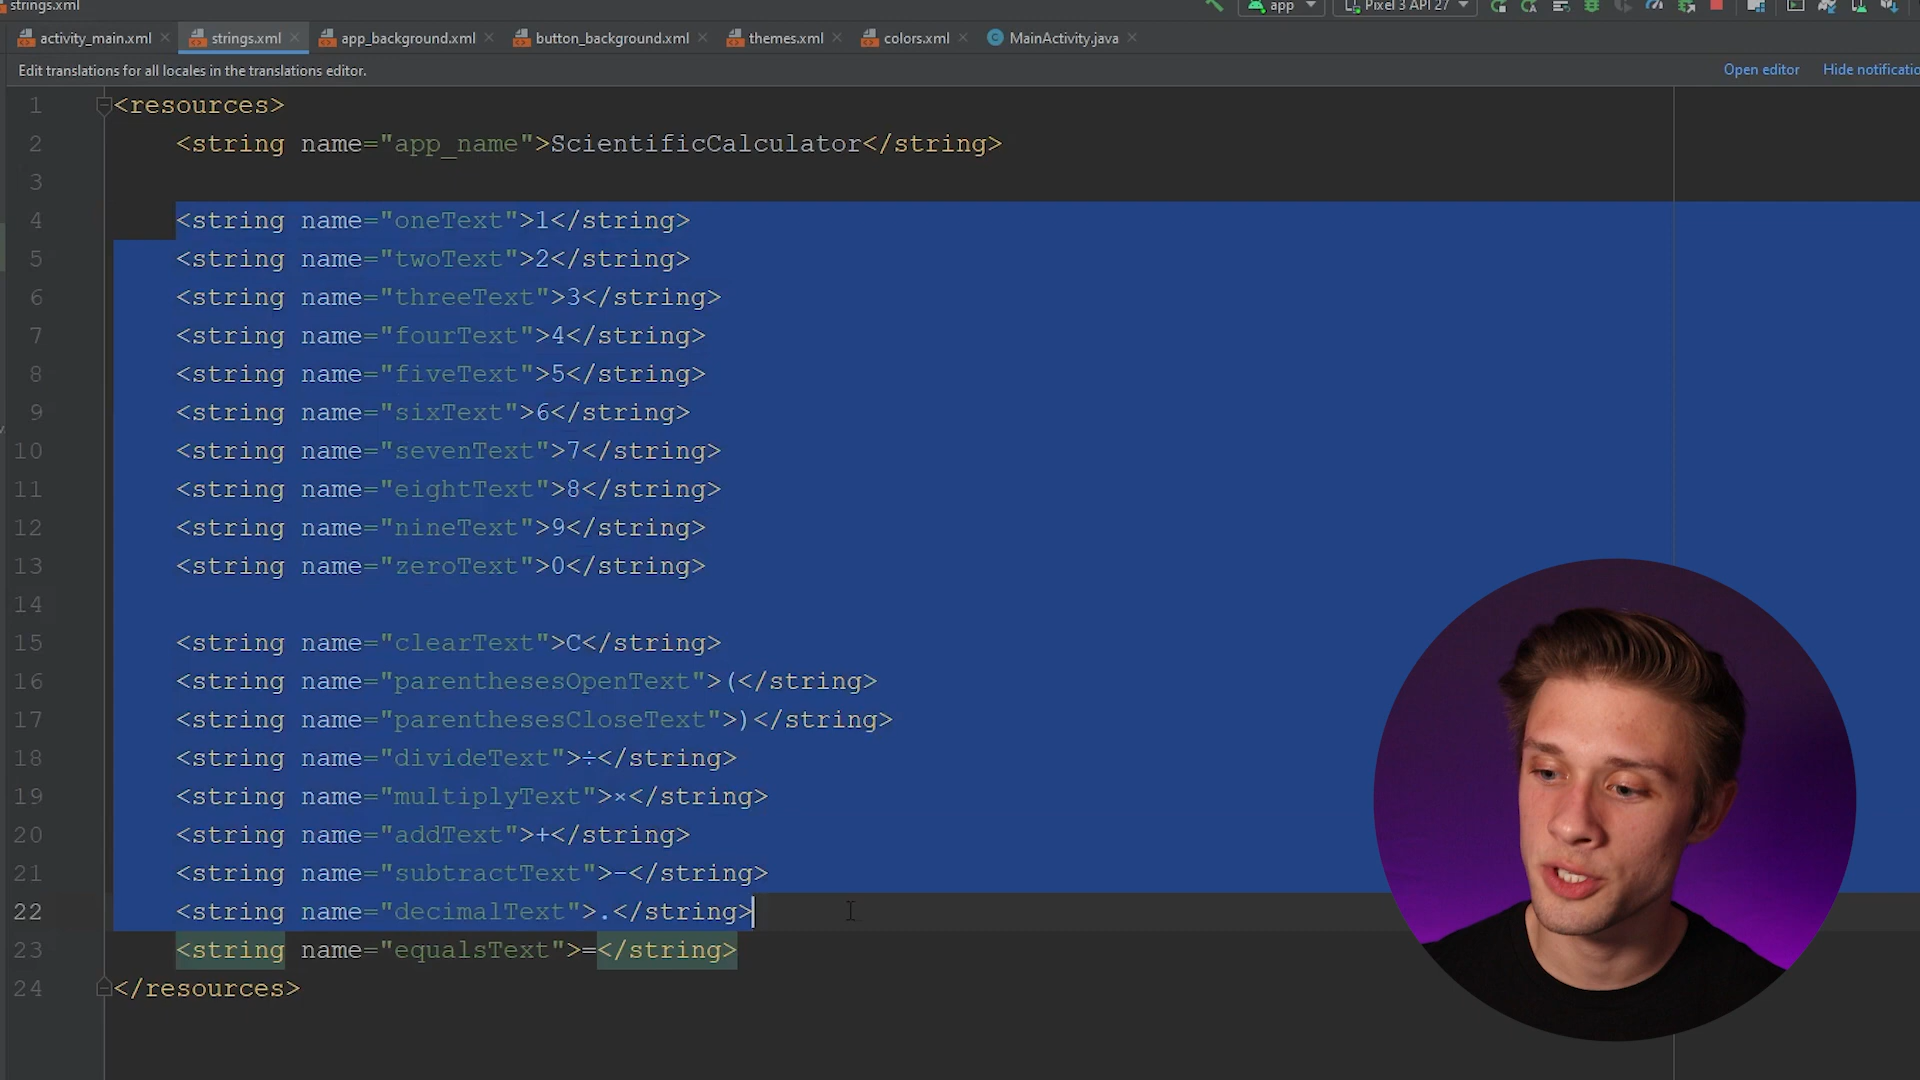 strings.xml
app
Pixel 3 API 27
activity_main.xml
strings.xml
app_background.xml
button_background.xml
themes.xml
colors.xml
MainActivity.java
Edit translations for all locales in the translations editor.
Open editor
Hide notificatio
1 <resources>
2 <string name="app_name">ScientificCalculator</string>
3
4 <string name="oneText">1</string>
5 <string name="twoText">2</string>
6 <string name="threeText">3</string>
7 <string name="fourText">4</string>
8 <string name="fiveText">5</string>
9 <string name="sixText">6</string>
10 <string name="sevenText">7</string>
11 <string name="eightText">8</string>
12 <string name="nineText">9</string>
13 <string name="zeroText">0</string>
14
15 <string name="clearText">C</string>
16 <string name="parenthesesOpenText">(</string>
17 <string name="parenthesesCloseText">)</string>
18 <string name="divideText">÷</string>
19 <string name="multiplyText">×</string>
20 <string name="addText">+</string>
21 <string name="subtractText">-</string>
22 <string name="decimalText">.</string>
23 <string name="equalsText">=</string>
24 </resources>